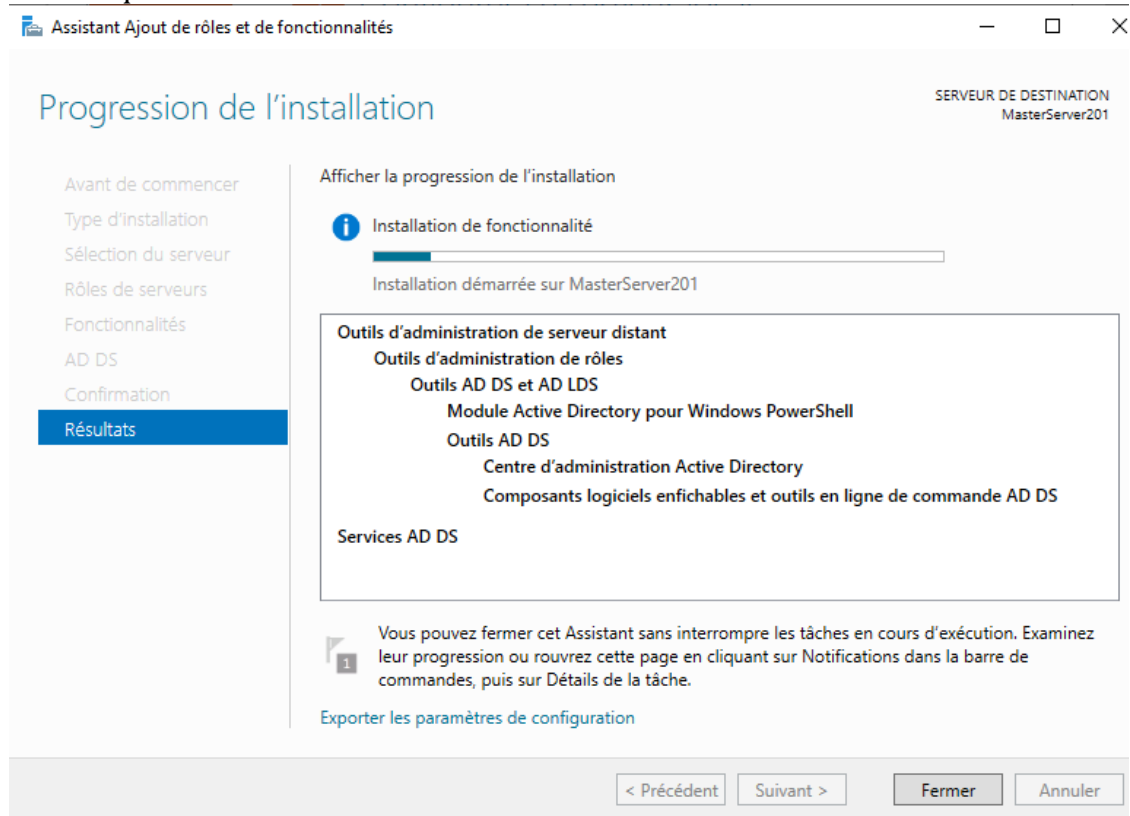 Assistant Ajout de rôles et de fonctionnalités
Progression de l'installation
SERVEUR DE DESTINATION
MasterServer201
Avant de commencer
Type d'installation
Sélection du serveur
Rôles de serveurs
Fonctionnalités
AD DS
Confirmation
Résultats
Afficher la progression de l'installation
Installation de fonctionnalité
Installation démarrée sur MasterServer201
Outils d'administration de serveur distant
Outils d'administration de rôles
Outils AD DS et AD LDS
Module Active Directory pour Windows PowerShell
Outils AD DS
Centre d'administration Active Directory
Composants logiciels enfichables et outils en ligne de commande AD DS
Services AD DS
1
Vous pouvez fermer cet Assistant sans interrompre les tâches en cours d'exécution. Examinez
leur progression ou rouvrez cette page en cliquant sur Notifications dans la barre de
commandes, puis sur Détails de la tâche.
Exporter les paramètres de configuration
< Précédent
Suivant >
Fermer
Annuler